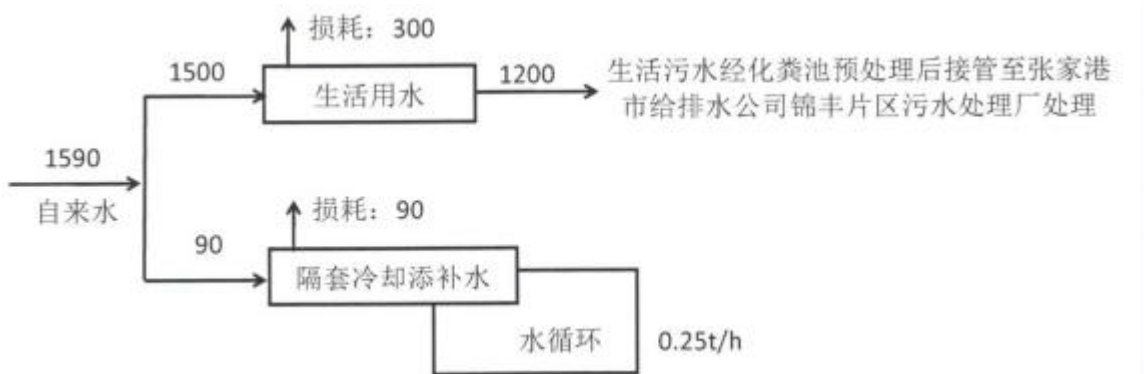 损耗：300
1500
生活用水
1200
生活污水经化粪池预处理后接管至张家港
市给排水公司锦丰片区污水处理厂处理
1590
自来水
损耗：90
90
隔套冷却添补水
水循环
0.25t/h